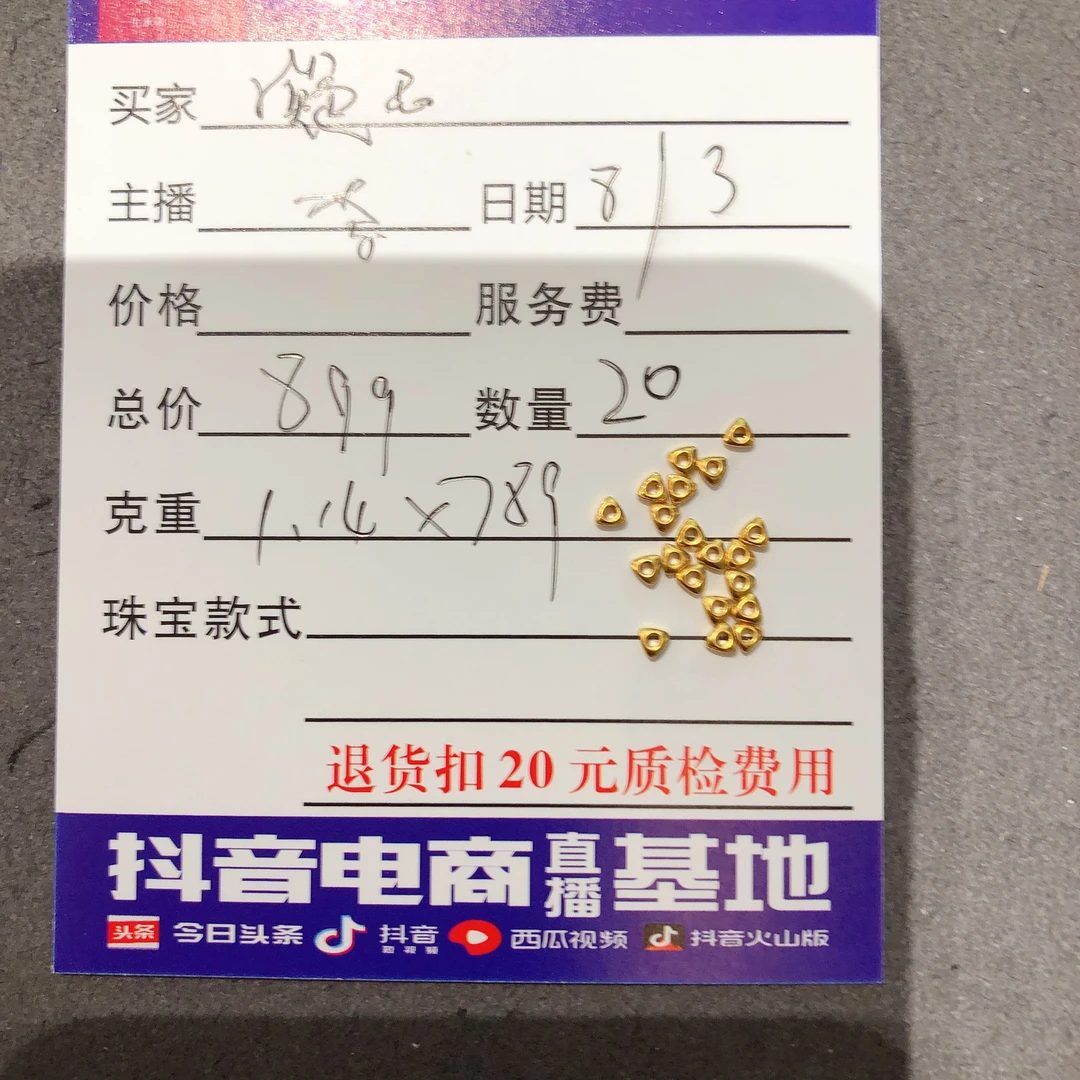 买家
主播 日期 8/3
价格 服务费
总价 899 数量 20
克重 1.14×789
珠宝款式
退货扣20元质检费用
抖音电商直播基地
头条 今日头条 抖音 短视频 西瓜视频 抖音火山版